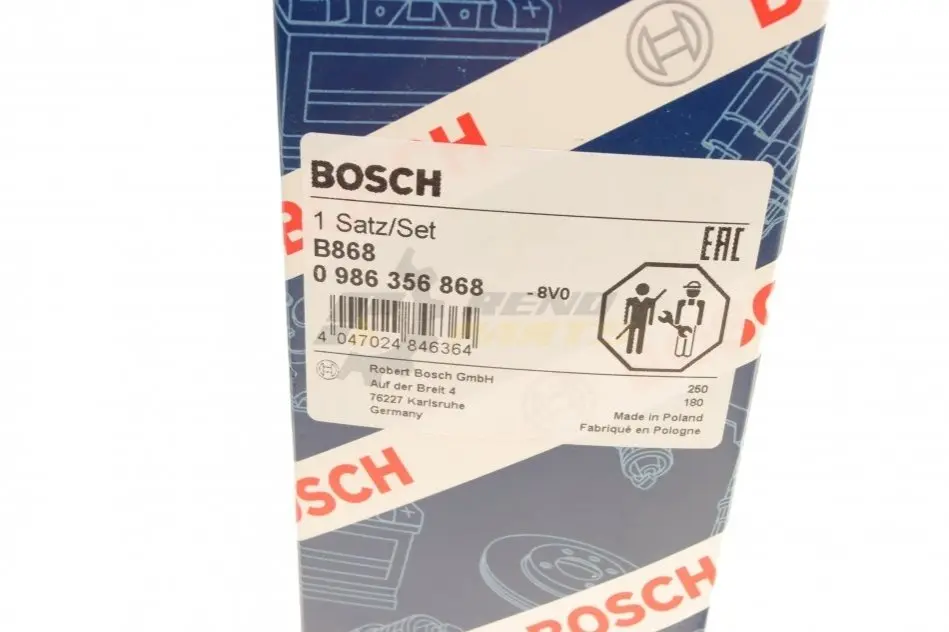 B
H
BOSCH
1 Satz/Set
B868
0 986 356 868
-8V0
EAC
4 047024 846364
Robert Bosch GmbH
Auf der Breit 4
76227 Karlsruhe
Germany
250
180
Made in Poland
Fabriqué en Pologne
OSCH
BOSCH